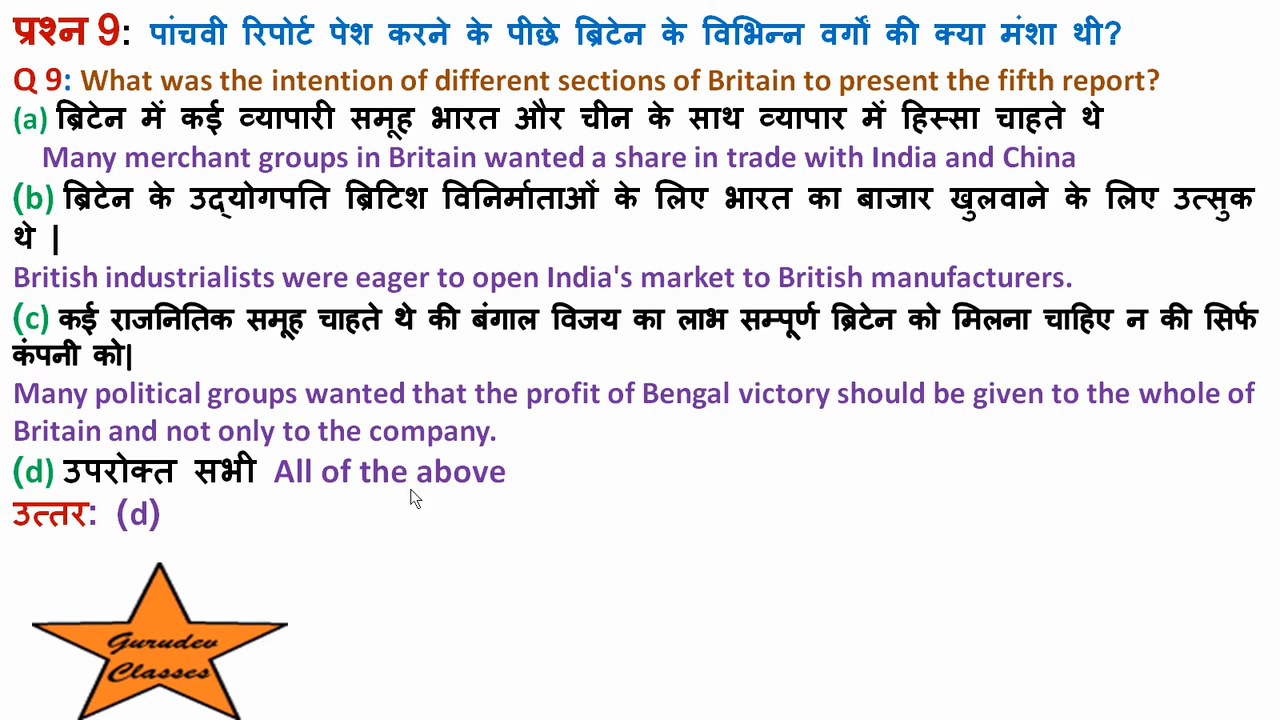 प्रश्न 9: पांचवी रिपोर्ट पेश करने के पीछे ब्रिटेन के विभिन्न वर्गों की क्या मंशा थी?
Q 9: What was the intention of different sections of Britain to present the fifth report?
(a) ब्रिटेन में कई व्यापारी समूह भारत और चीन के साथ व्यापार में हिस्सा चाहते थे
Many merchant groups in Britain wanted a share in trade with India and China
(b) ब्रिटेन के उद्योगपति ब्रिटिश विनिर्माताओं के लिए भारत का बाजार खुलवाने के लिए उत्सुक
थे |
British industrialists were eager to open India's market to British manufacturers.
(c) कई राजनितिक समूह चाहते थे की बंगाल विजय का लाभ सम्पूर्ण ब्रिटेन को मिलना चाहिए न की सिर्फ
कंपनी को|
Many political groups wanted that the profit of Bengal victory should be given to the whole of
Britain and not only to the company.
(d) उपरोक्त सभी All of the above
उत्तर: (d)
Gurudev
Classes